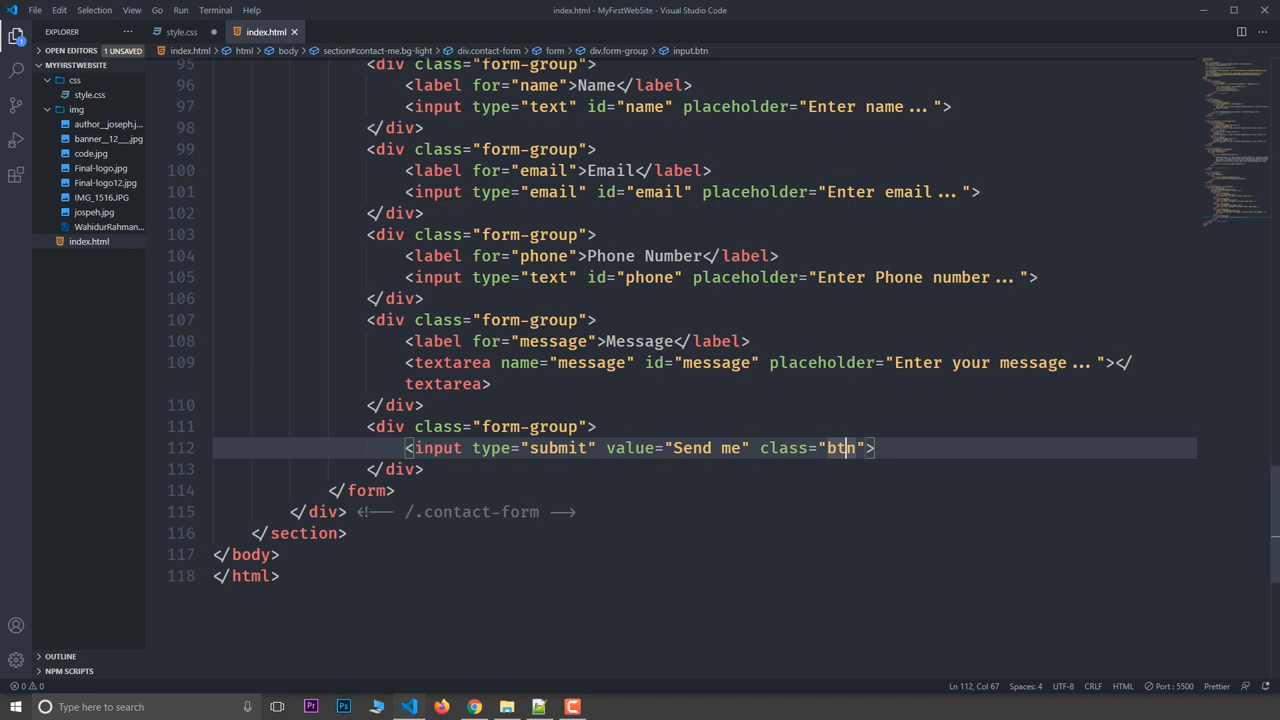 File Edit Selection View Go Run Terminal Help index.html - MyFirstWebSite - Visual Studio Code
EXPLORER ... style.css index.html
OPEN EDITORS 1 UNSAVED
index.html > html > body > section#contact-me.bg-light > div.contact-form > form > div.form-group > input.btn
MYFIRSTWEBSITE
css
style.css
img
author__joseph.j...
banner__12___.jpg
code.jpg
Final-logo.jpg
Final-logo12.jpg
IMG_1516.JPG
jospeh.jpg
WahidurRahman...
index.html
OUTLINE
NPM SCRIPTS
95 <div class="form-group">
96 <label for="name">Name</label>
97 <input type="text" id="name" placeholder="Enter name...">
98 </div>
99 <div class="form-group">
100 <label for="email">Email</label>
101 <input type="email" id="email" placeholder="Enter email...">
102 </div>
103 <div class="form-group">
104 <label for="phone">Phone Number</label>
105 <input type="text" id="phone" placeholder="Enter Phone number...">
106 </div>
107 <div class="form-group">
108 <label for="message">Message</label>
109 <textarea name="message" id="message" placeholder="Enter your message..."></
textarea>
110 </div>
111 <div class="form-group">
112 <input type="submit" value="Send me" class="btn">
113 </div>
114 </form>
115 </div> <!-- /.contact-form -->
116 </section>
117 </body>
118 </html>
0 0 Ln 112, Col 67 Spaces: 4 UTF-8 CRLF HTML Port : 5500 Prettier
Type here to search